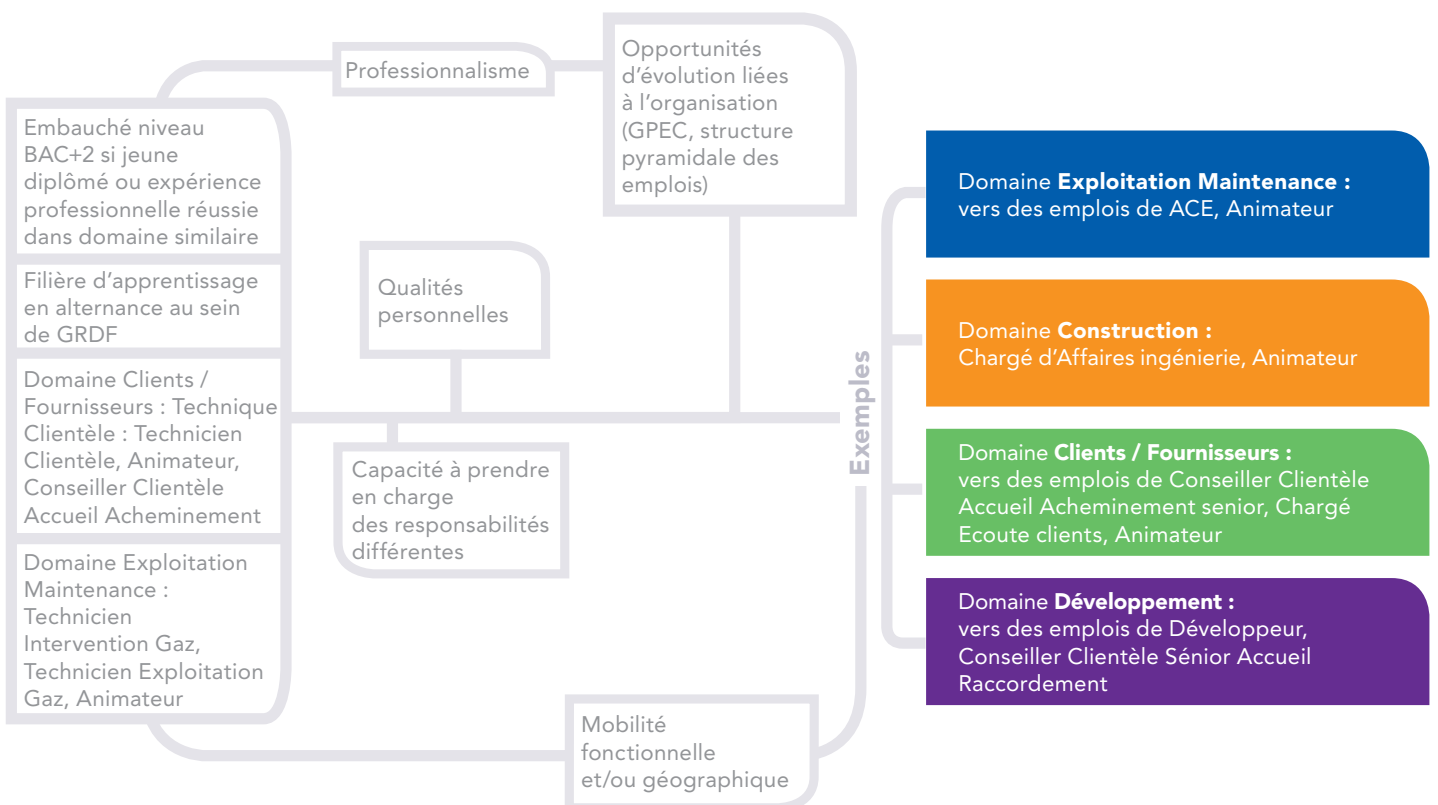 Embauché niveau
BAC+2 si jeune
diplômé ou expérience
professionnelle réussie
dans domaine similaire
Filière d’apprentissage
en alternance au sein
de GRDF
Domaine Clients /
Fournisseurs : Technique
Clientèle : Technicien
Clientèle, Animateur,
Conseiller Clientèle
Accueil Acheminement
Domaine Exploitation
Maintenance :
Technicien
Intervention Gaz,
Technicien Exploitation
Gaz, Animateur
Professionnalisme
Opportunités
d’évolution liées
à l’organisation
(GPEC, structure
pyramidale des
emplois)
Qualités
personnelles
Capacité à prendre
en charge
des responsabilités
différentes
Mobilité
fonctionnelle
et/ou géographique
Exemples
Domaine Exploitation Maintenance :
vers des emplois de ACE, Animateur
Domaine Construction :
Chargé d’Affaires ingénierie, Animateur
Domaine Clients / Fournisseurs :
vers des emplois de Conseiller Clientèle
Accueil Acheminement senior, Chargé
Ecoute clients, Animateur
Domaine Développement :
vers des emplois de Développeur,
Conseiller Clientèle Sénior Accueil
Raccordement